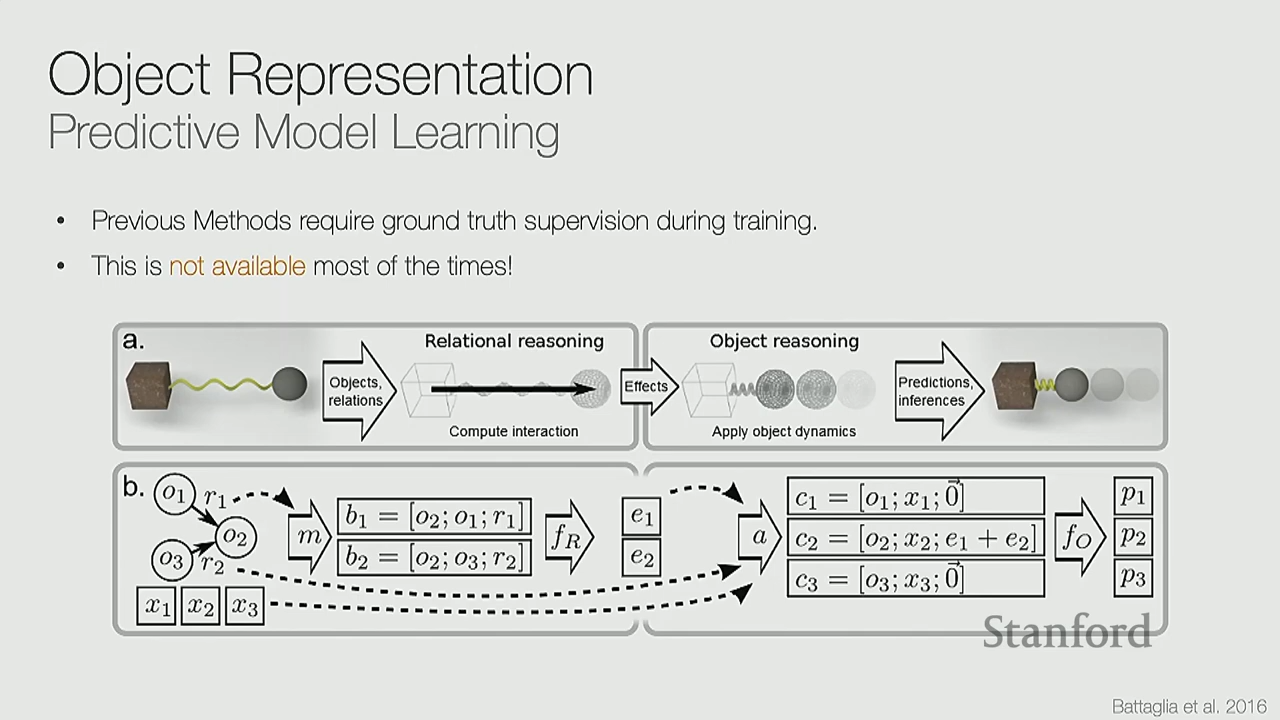 Object Representation
Predictive Model Learning
• Previous Methods require ground truth supervision during training.
• This is not available most of the times!
a.
Relational reasoning
Object reasoning
Objects,
relations
Effects
Predictions,
inferences
Compute interaction
Apply object dynamics
b.
o₁ r₁
o₂
o₃ r₂
x₁ x₂ x₃
m
b₁ = [o₂; o₁; r₁]
b₂ = [o₂; o₃; r₂]
f_R
e₁
e₂
a
c₁ = [o₁; x₁; 0⃗]
c₂ = [o₂; x₂; e₁ + e₂]
c₃ = [o₃; x₃; 0⃗]
f_O
p₁
p₂
p₃
Stanford
Battaglia et al. 2016